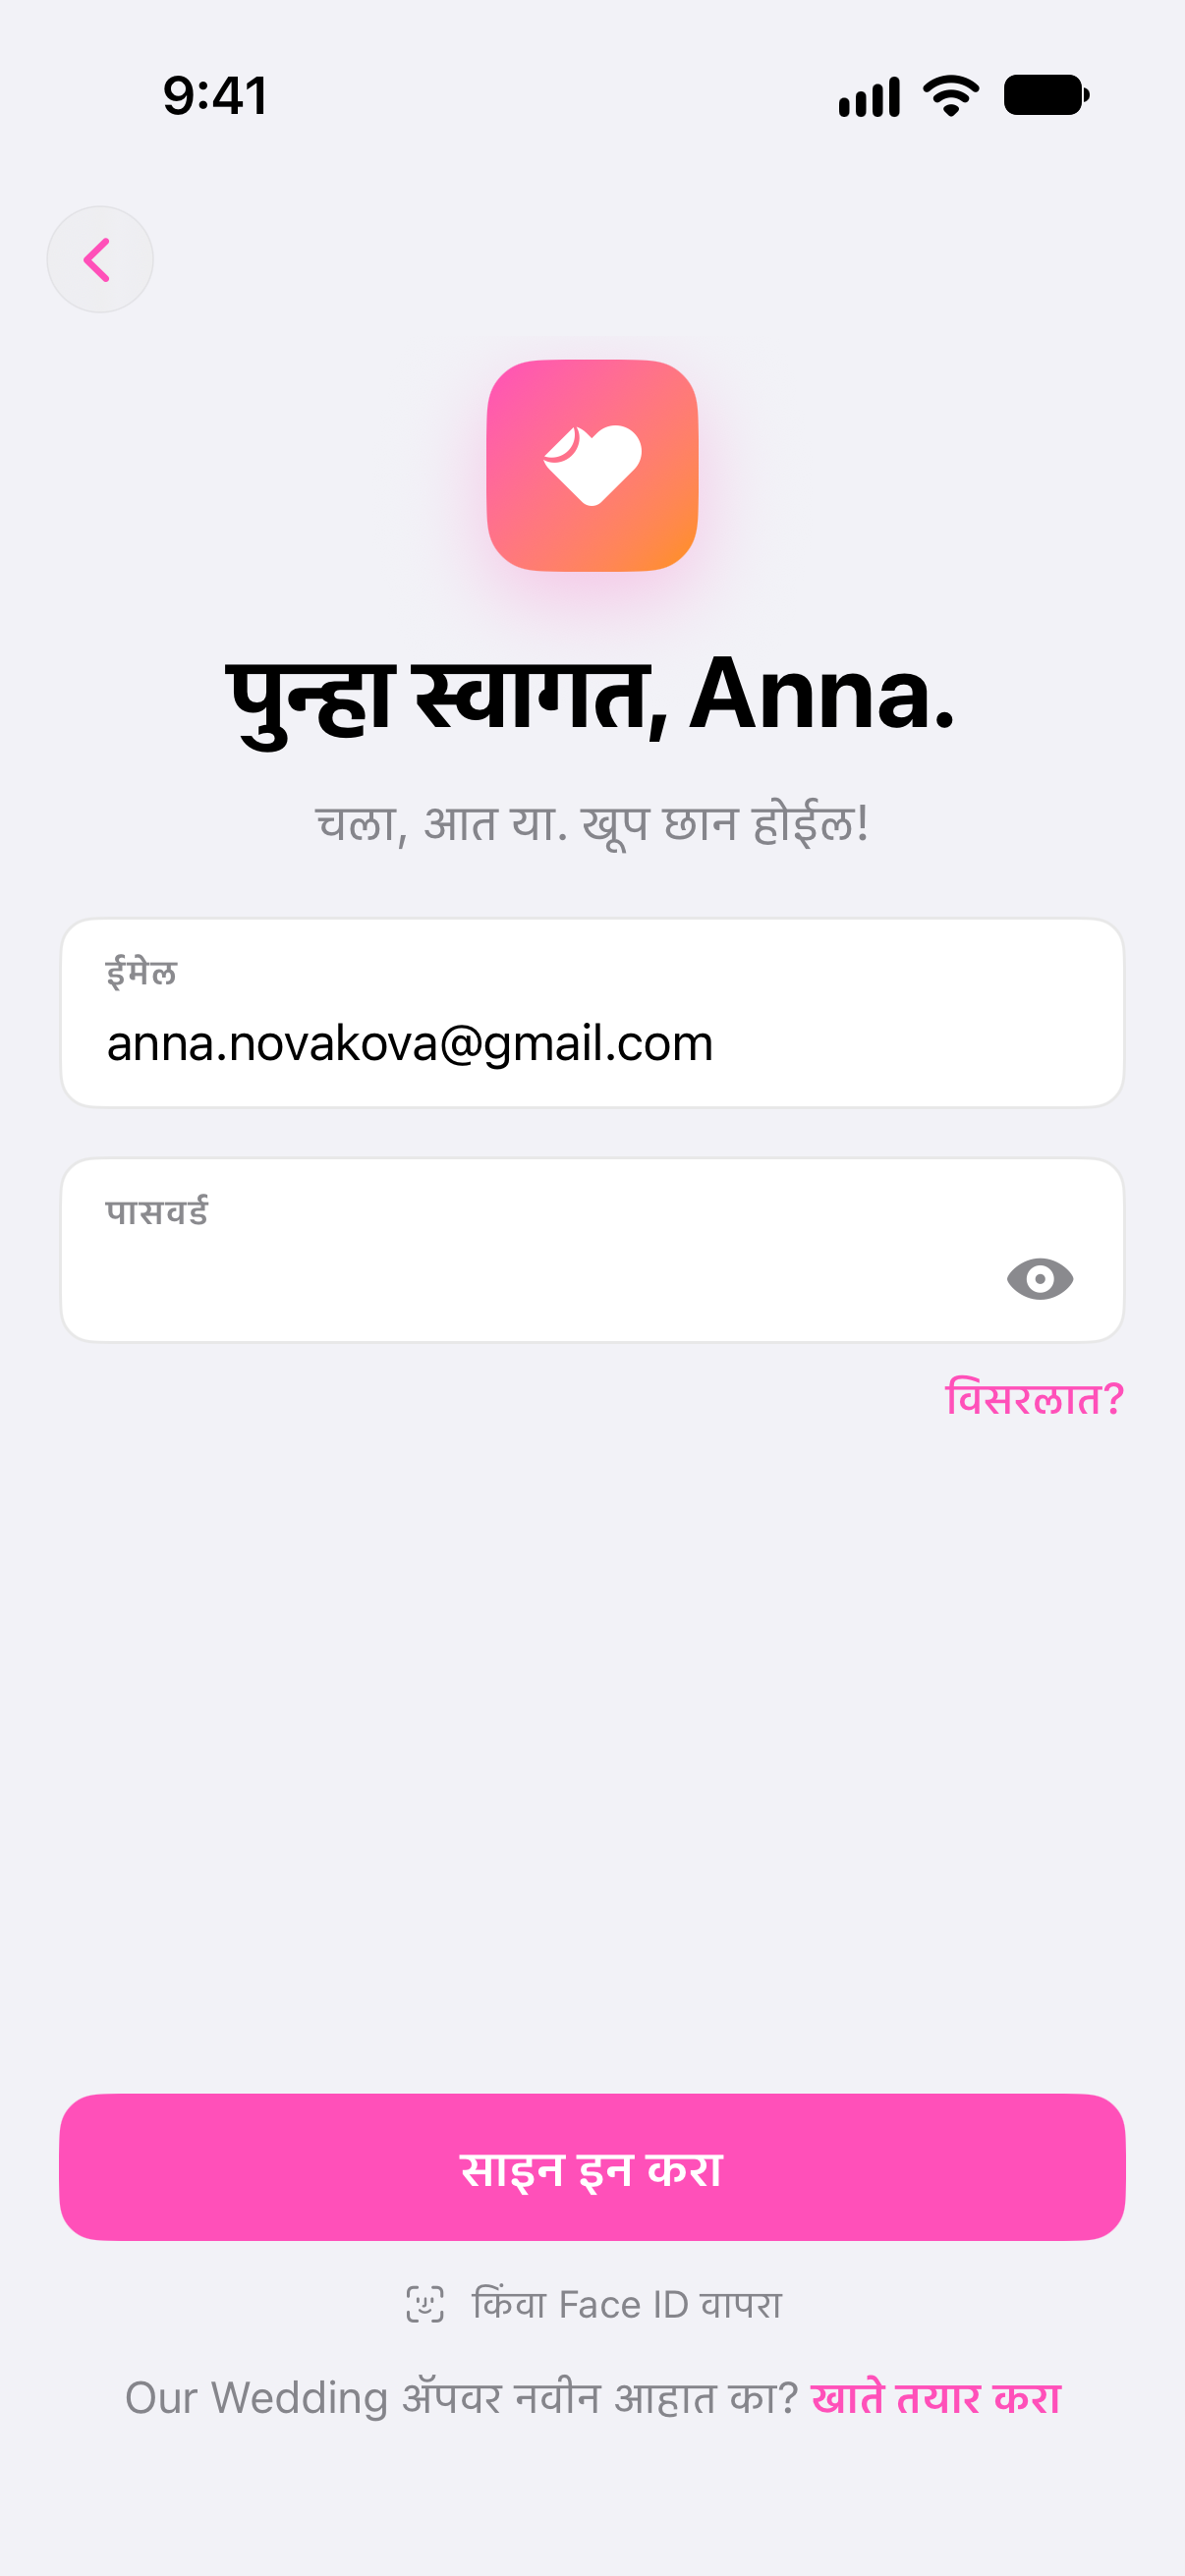 9:41
पुन्हा स्वागत, Anna.
चला, आत या. खूप छान होईल!
ईमेल
anna.novakova@gmail.com
पासवर्ड
विसरलात?
साइन इन करा
किंवा Face ID वापरा
Our Wedding ॲपवर नवीन आहात का? खाते तयार करा